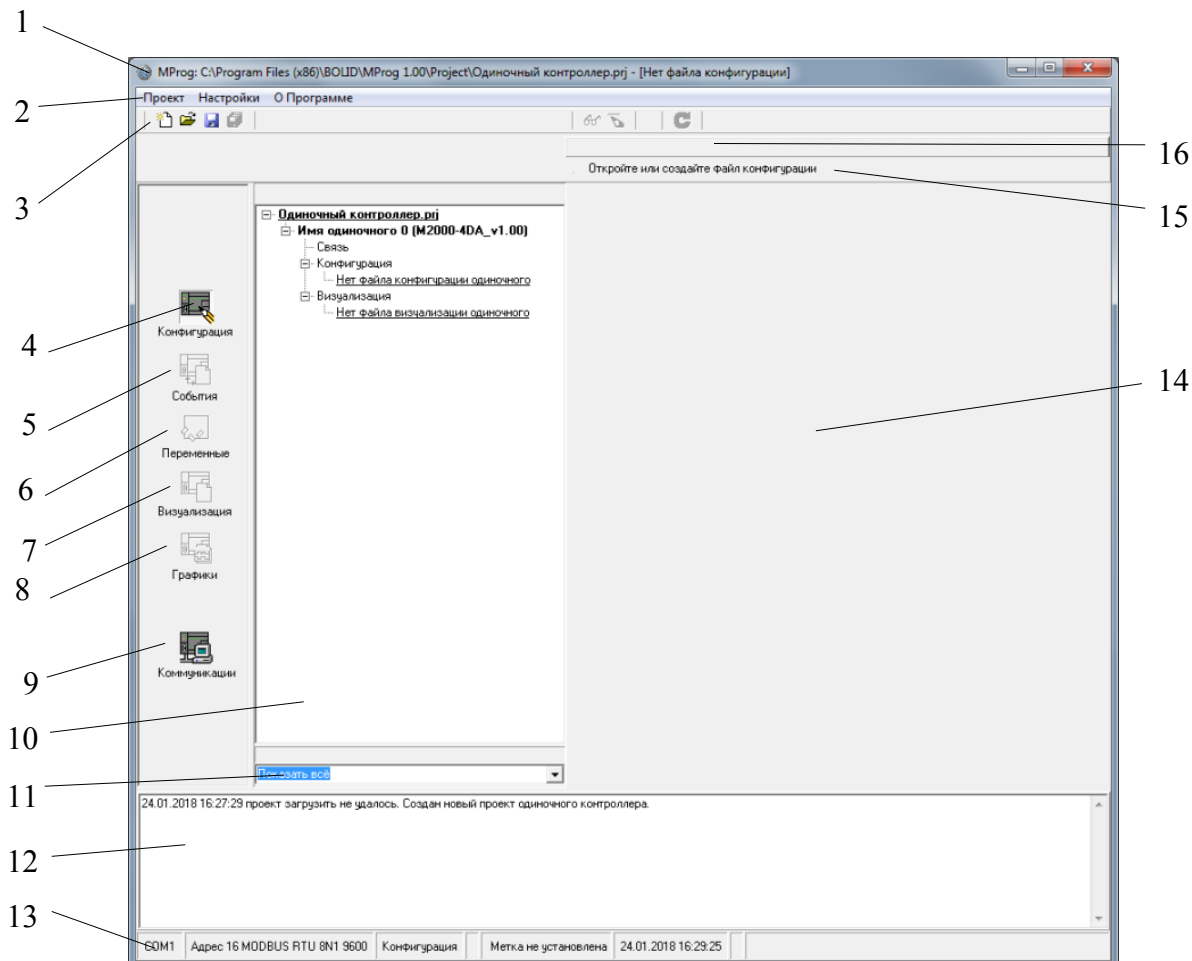 1
MProg: C:\Program Files (x86)\BOLID\MProg 1.00\Project\Одиночный контроллер.prj - [Нет файла конфигурации]
2
Проект Настройки О Программе
3
16
Откройте или создайте файл конфигурации
15
Одиночный контроллер.prj
Имя одиночного 0 (M2000-4DA_v1.00)
Связь
Конфигурация
Нет файла конфигурации одиночного
Визуализация
Нет файла визуализации одиночного
4
Конфигурация
5
События
14
6
Переменные
7
Визуализация
8
Графики
9
Коммуникации
10
11
Показать всё
24.01.2018 16:27:29 проект загрузить не удалось. Создан новый проект одиночного контроллера.
12
13
COM1 Адрес 16 MODBUS RTU 8N1 9600 Конфигурация Метка не установлена 24.01.2018 16:29:25